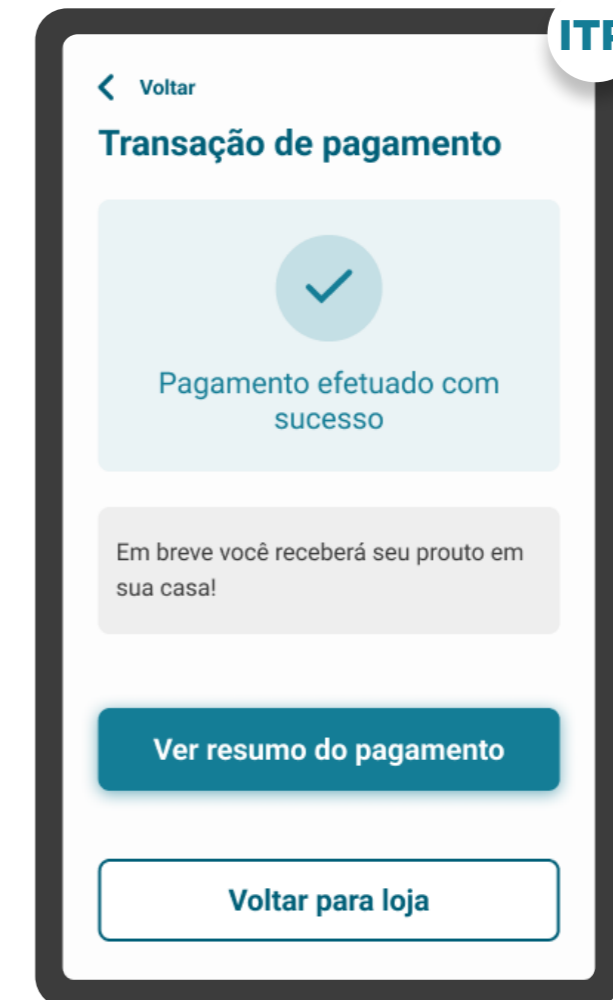 Voltar
Transação de pagamento
Pagamento efetuado com
sucesso
Em breve você receberá seu prouto em
sua casa!
Ver resumo do pagamento
Voltar para loja